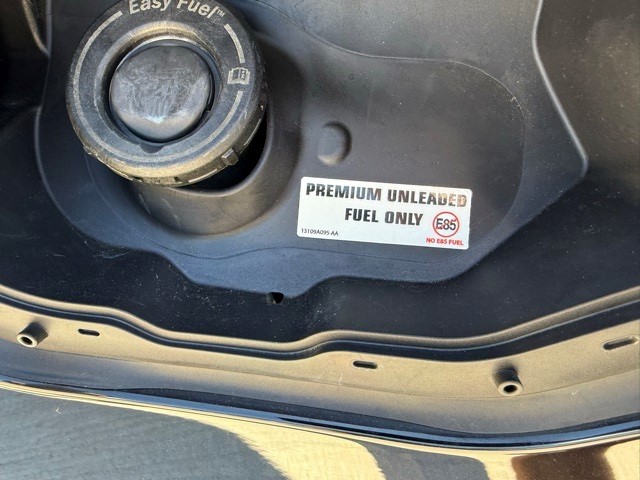 Easy Fuel™
PREMIUM UNLEADED
FUEL ONLY
E85
13109A095-AA
NO E85 FUEL